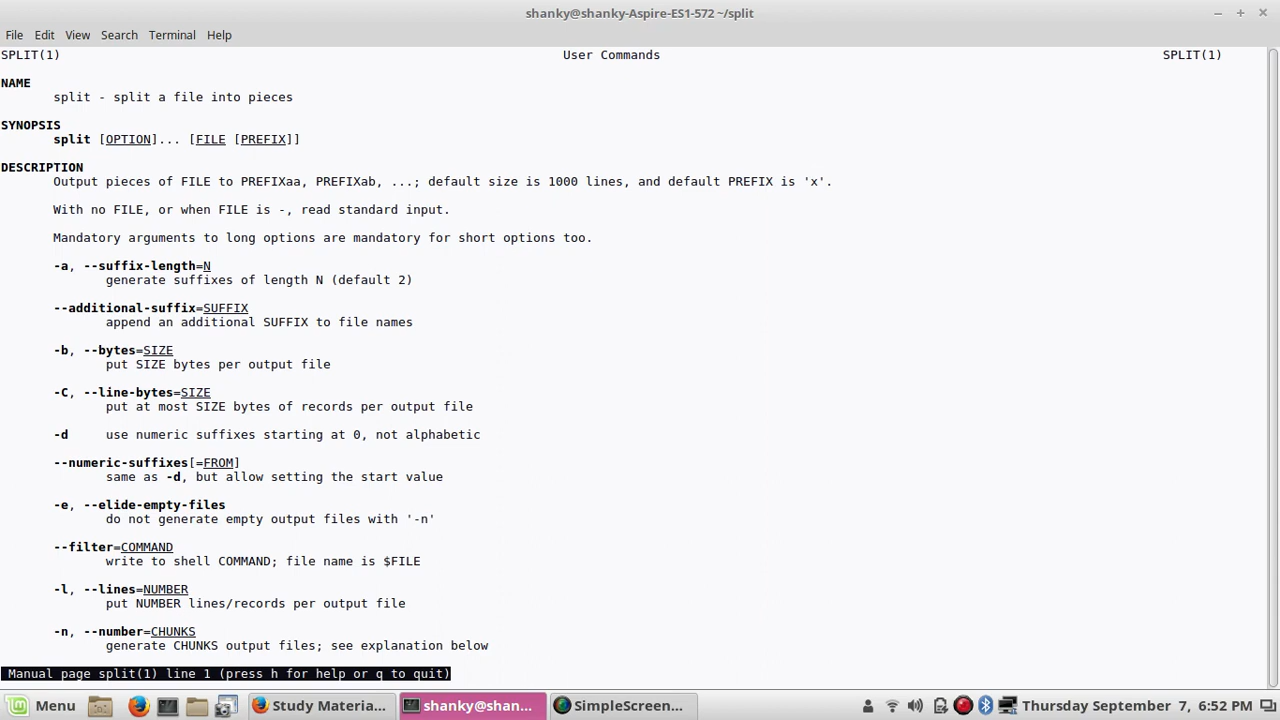 shanky@shanky-Aspire-ES1-572 ~/split
File Edit View Search Terminal Help
SPLIT(1) User Commands SPLIT(1)
NAME
split - split a file into pieces
SYNOPSIS
split [OPTION]... [FILE [PREFIX]]
DESCRIPTION
Output pieces of FILE to PREFIXaa, PREFIXab, ...; default size is 1000 lines, and default PREFIX is 'x'.
With no FILE, or when FILE is -, read standard input.
Mandatory arguments to long options are mandatory for short options too.
-a, --suffix-length=N
generate suffixes of length N (default 2)
--additional-suffix=SUFFIX
append an additional SUFFIX to file names
-b, --bytes=SIZE
put SIZE bytes per output file
-C, --line-bytes=SIZE
put at most SIZE bytes of records per output file
-d use numeric suffixes starting at 0, not alphabetic
--numeric-suffixes[=FROM]
same as -d, but allow setting the start value
-e, --elide-empty-files
do not generate empty output files with '-n'
--filter=COMMAND
write to shell COMMAND; file name is $FILE
-l, --lines=NUMBER
put NUMBER lines/records per output file
-n, --number=CHUNKS
generate CHUNKS output files; see explanation below
Manual page split(1) line 1 (press h for help or q to quit)
Menu Study Materia... shanky@shan... SimpleScreen... Thursday September 7, 6:52 PM